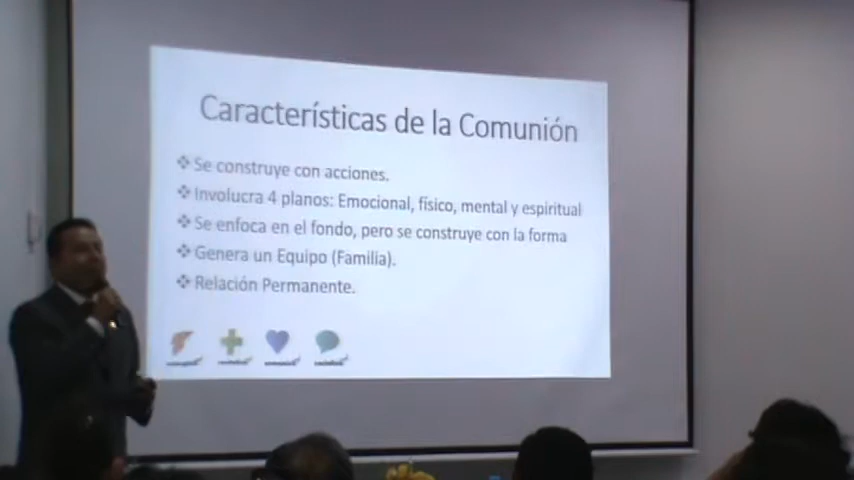 Características de la Comunión
Se construye con acciones.
Involucra 4 planos: Emocional, físico, mental y espiritual
Se enfoca en el fondo, pero se construye con la forma
Genera un Equipo (Familia).
Relación Permanente.